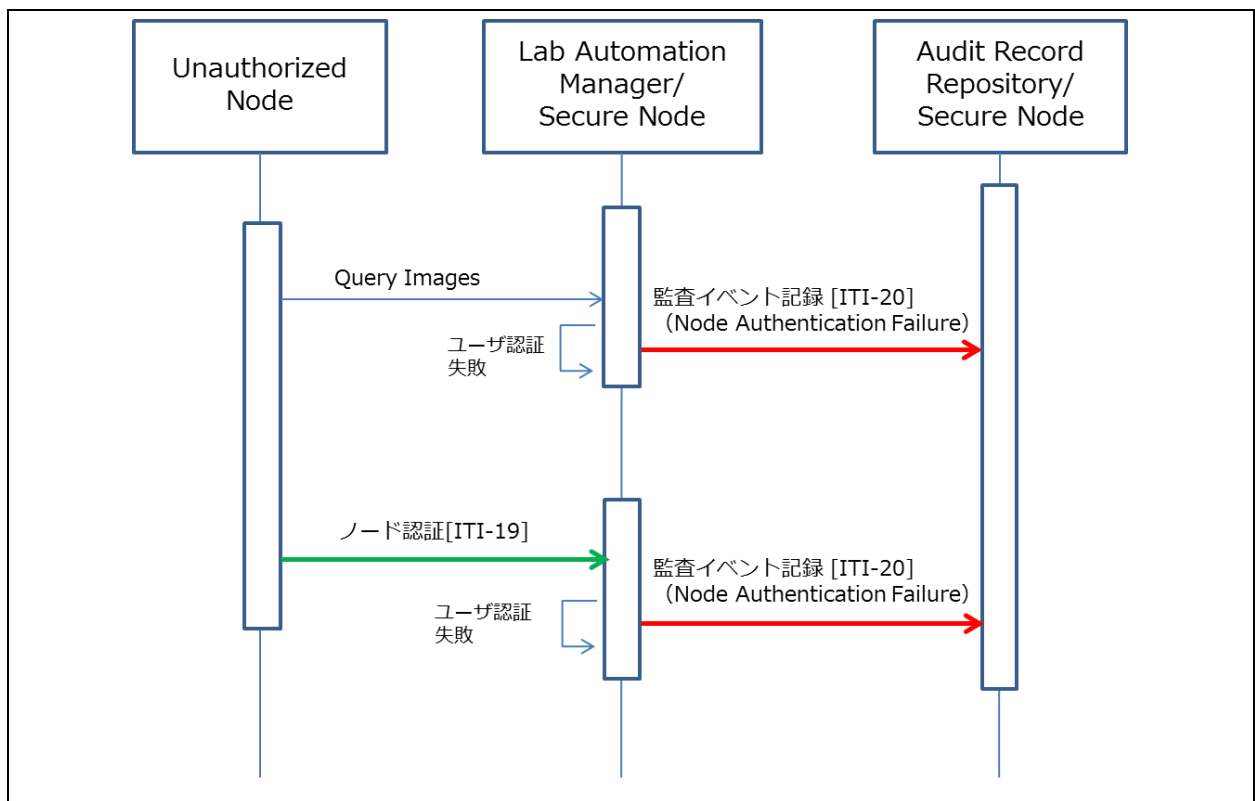 Unauthorized
Node
Lab Automation
Manager/
Secure Node
Audit Record
Repository/
Secure Node
Query Images
監査イベント記録 [ITI-20]
（Node Authentication Failure）
ユーザ認証
失敗
ノード認証[ITI-19]
監査イベント記録 [ITI-20]
（Node Authentication Failure）
ユーザ認証
失敗